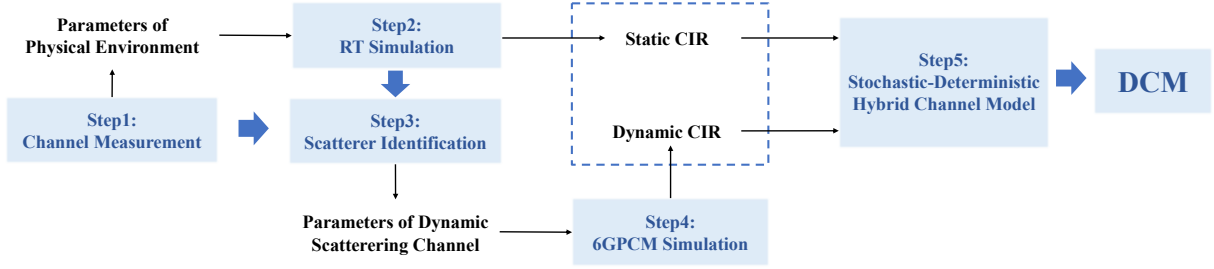 Parameters of
Physical Environment
Step1:
Channel Measurement
Step2:
RT Simulation
Step3:
Scatterer Identification
Parameters of Dynamic
Scatterering Channel
Static CIR
Dynamic CIR
Step4:
6GPCM Simulation
Step5:
Stochastic-Deterministic
Hybrid Channel Model
DCM